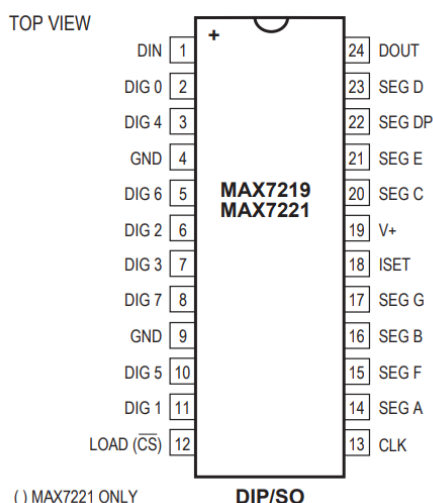 TOP VIEW
+
DIN 1 24 DOUT
DIG 0 2 23 SEG D
DIG 4 3 22 SEG DP
GND 4 21 SEG E
DIG 6 5 20 SEG C
MAX7219
MAX7221
DIG 2 6 19 V+
DIG 3 7 18 ISET
DIG 7 8 17 SEG G
GND 9 16 SEG B
DIG 5 10 15 SEG F
DIG 1 11 14 SEG A
LOAD (C̅S̅) 12 13 CLK
( ) MAX7221 ONLY DIP/SO